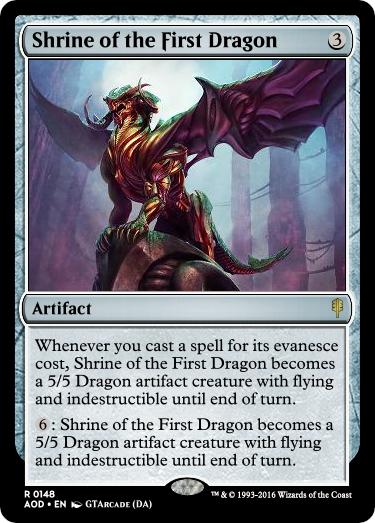 Shrine of the First Dragon 3
Artifact
Whenever you cast a spell for its evanesce
cost, Shrine of the First Dragon becomes
a 5/5 Dragon artifact creature with flying
and indestructible until end of turn.
6 : Shrine of the First Dragon becomes a
5/5 Dragon artifact creature with flying
and indestructible until end of turn.
R 0148
AOD • EN GTArcade (DA)
™ & © 1993-2016 Wizards of the Coast